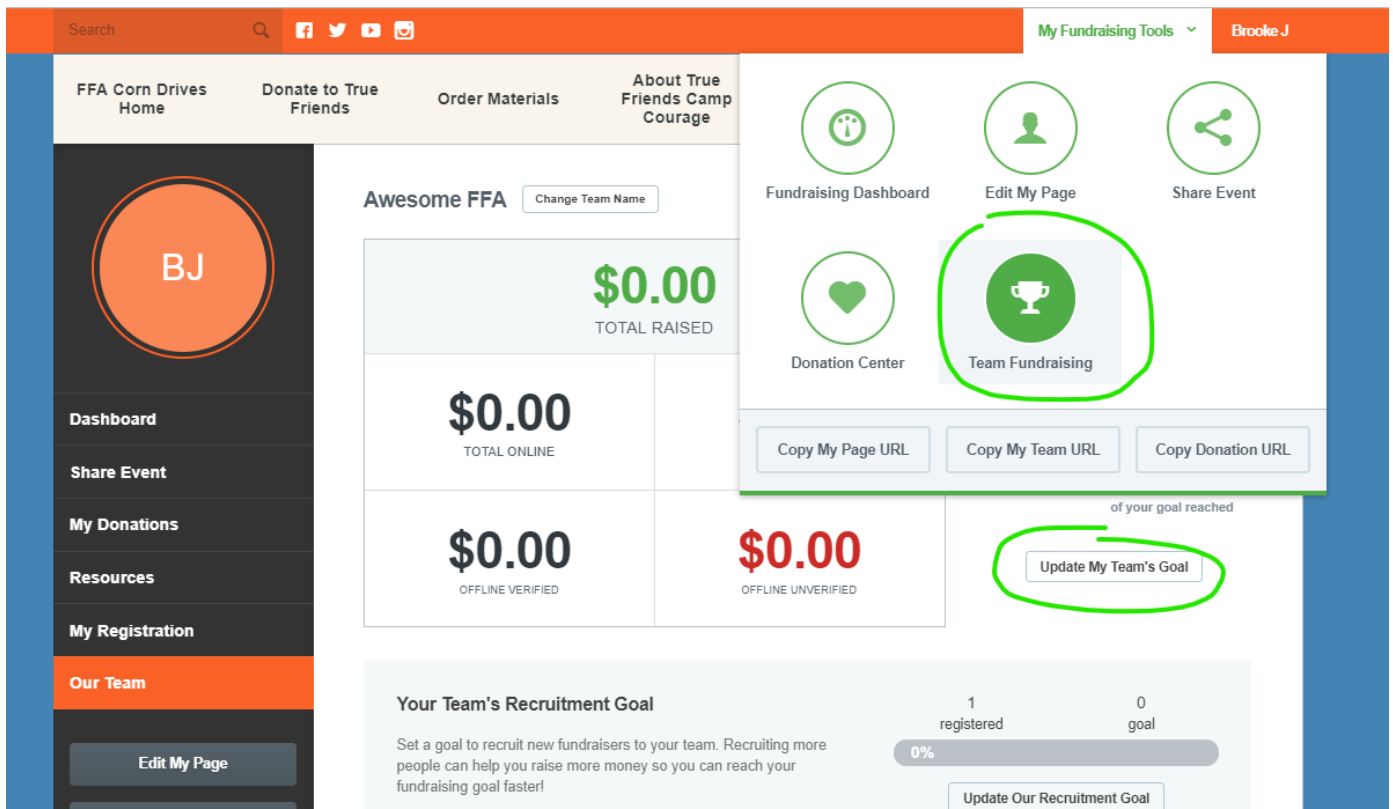 Search
My Fundraising Tools
Brooke J
FFA Corn Drives
Home
Donate to True
Friends
Order Materials
About True
Friends Camp
Courage
Fundraising Dashboard
Edit My Page
Share Event
Donation Center
Team Fundraising
Copy My Page URL
Copy My Team URL
Copy Donation URL
BJ
Dashboard
Share Event
My Donations
Resources
My Registration
Our Team
Edit My Page
Awesome FFA
Change Team Name
$0.00
TOTAL RAISED
$0.00
TOTAL ONLINE
$0.00
OFFLINE VERIFIED
$0.00
OFFLINE UNVERIFIED
of your goal reached
Update My Team's Goal
Your Team's Recruitment Goal
Set a goal to recruit new fundraisers to your team. Recruiting more
people can help you raise more money so you can reach your
fundraising goal faster!
1
registered
0
goal
0%
Update Our Recruitment Goal